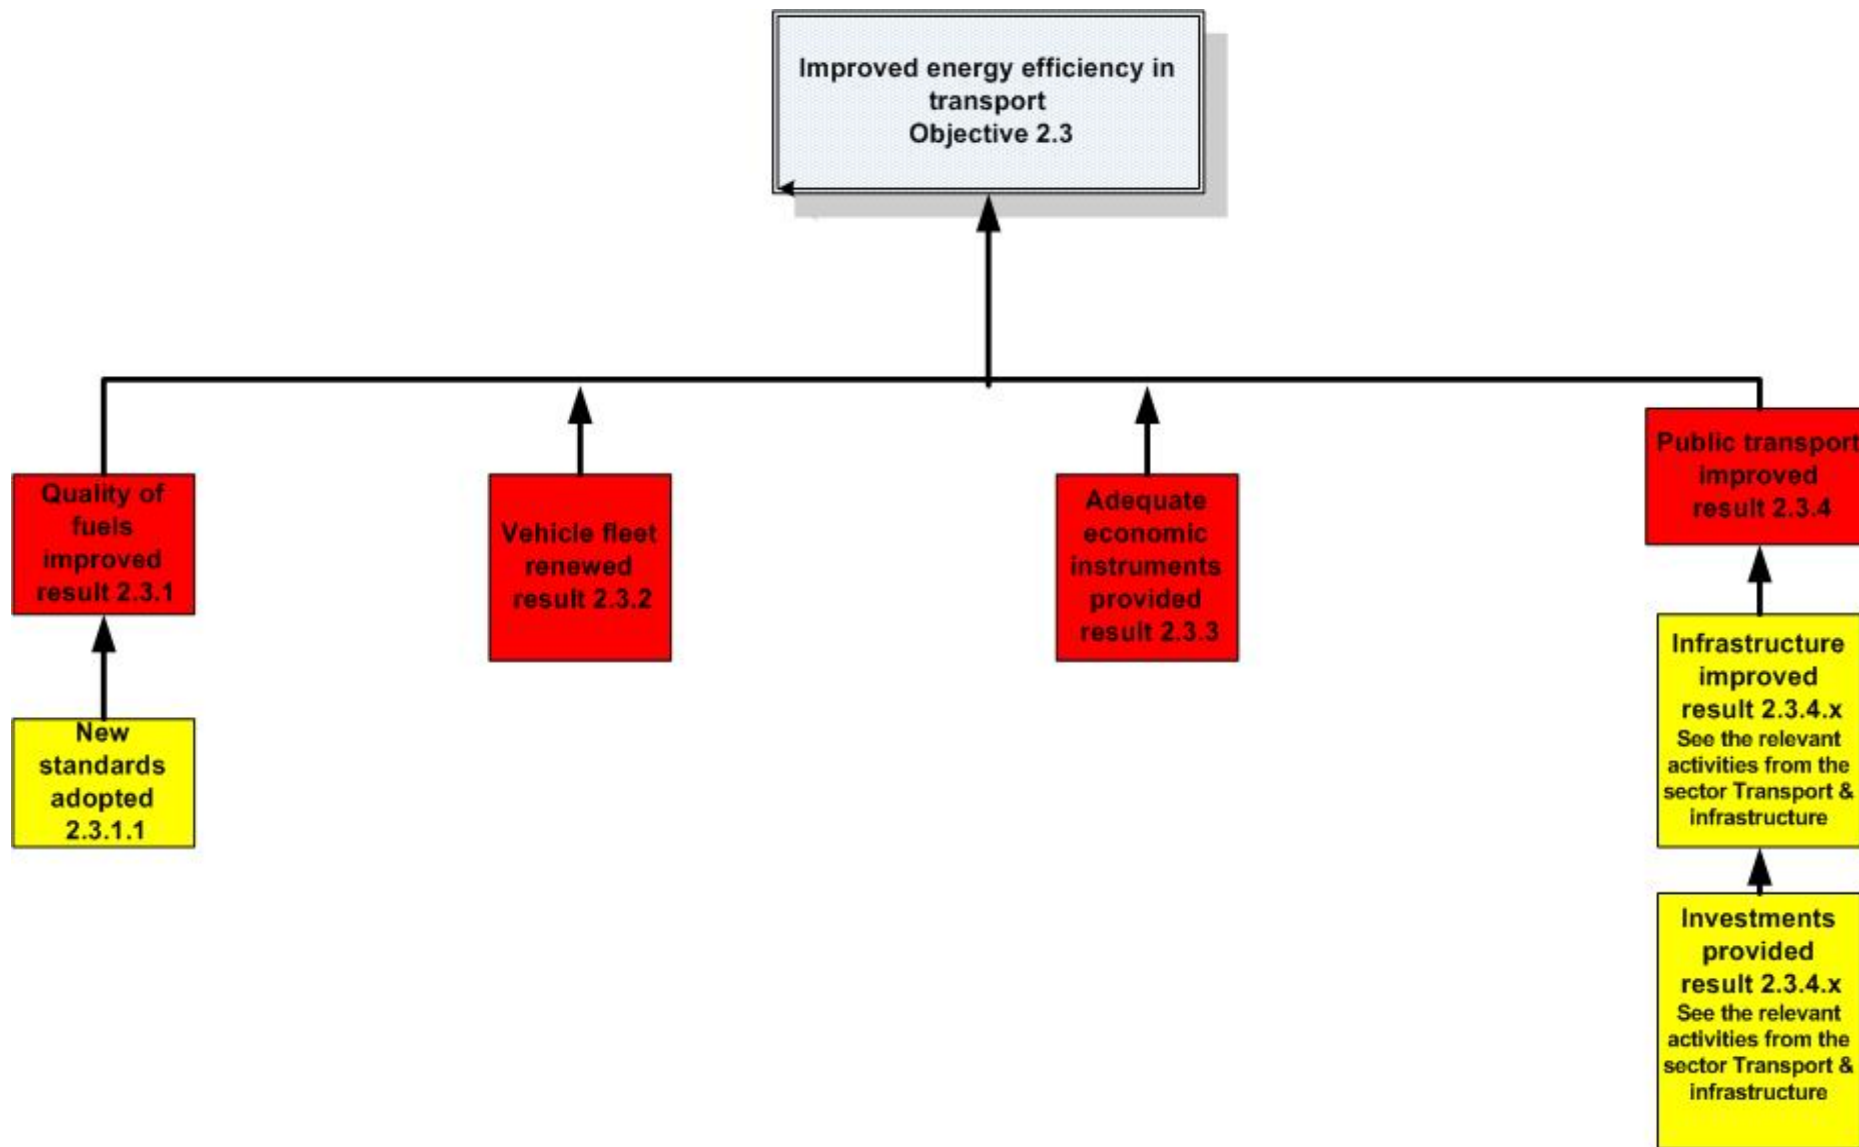 Improved energy efficiency in
transport
Objective 2.3
Quality of
fuels
improved
result 2.3.1
Vehicle fleet
renewed
result 2.3.2
Adequate
economic
instruments
provided
result 2.3.3
Public transport
improved
result 2.3.4
New
standards
adopted
2.3.1.1
Infrastructure
improved
result 2.3.4.x
See the relevant
activities from the
sector Transport &
infrastructure
Investments
provided
result 2.3.4.x
See the relevant
activities from the
sector Transport &
infrastructure